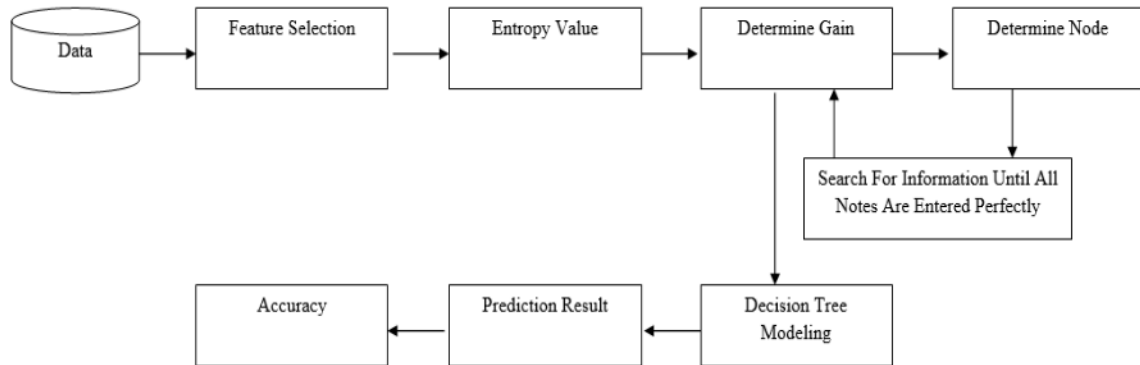 Data
Feature Selection
Entropy Value
Determine Gain
Determine Node
Search For Information Until All
Notes Are Entered Perfectly
Accuracy
Prediction Result
Decision Tree
Modeling